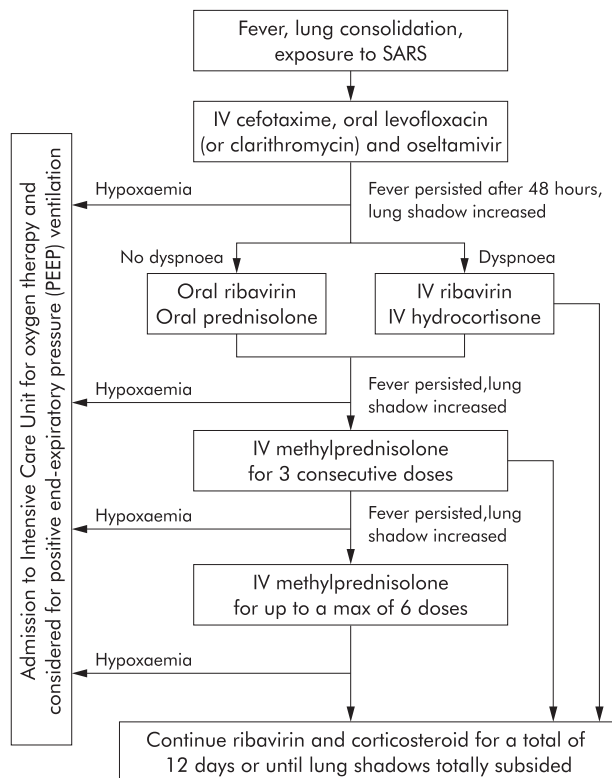 Fever, lung consolidation,
exposure to SARS
IV cefotaxime, oral levofloxacin
(or clarithromycin) and oseltamivir
Admission to Intensive Care Unit for oxygen therapy and
considered for positive end-expiratory pressure (PEEP) ventilation
Hypoxaemia
Fever persisted after 48 hours,
lung shadow increased
No dyspnoea
Dyspnoea
Oral ribavirin
Oral prednisolone
IV ribavirin
IV hydrocortisone
Hypoxaemia
Fever persisted,lung
shadow increased
IV methylprednisolone
for 3 consecutive doses
Hypoxaemia
Fever persisted,lung
shadow increased
IV methylprednisolone
for up to a max of 6 doses
Hypoxaemia
Continue ribavirin and corticosteroid for a total of
12 days or until lung shadows totally subsided